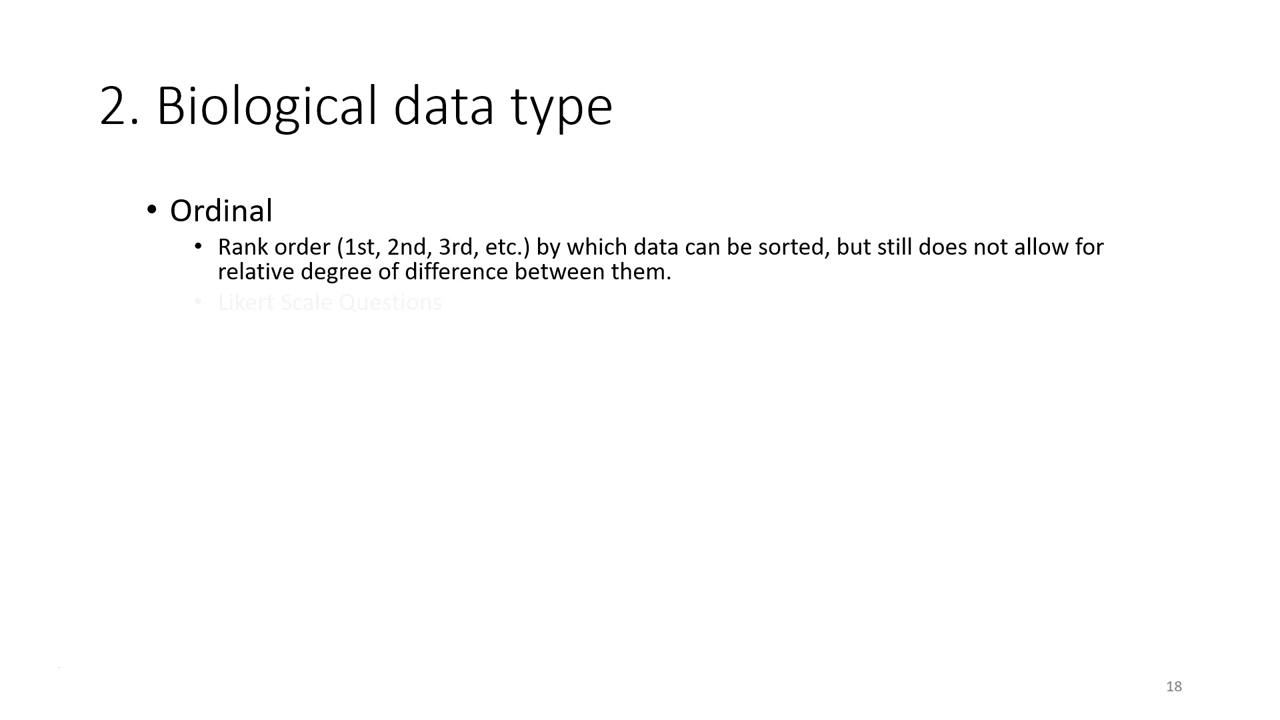 2. Biological data type
• Ordinal
• Rank order (1st, 2nd, 3rd, etc.) by which data can be sorted, but still does not allow for
relative degree of difference between them.
• Likert Scale Questions
18